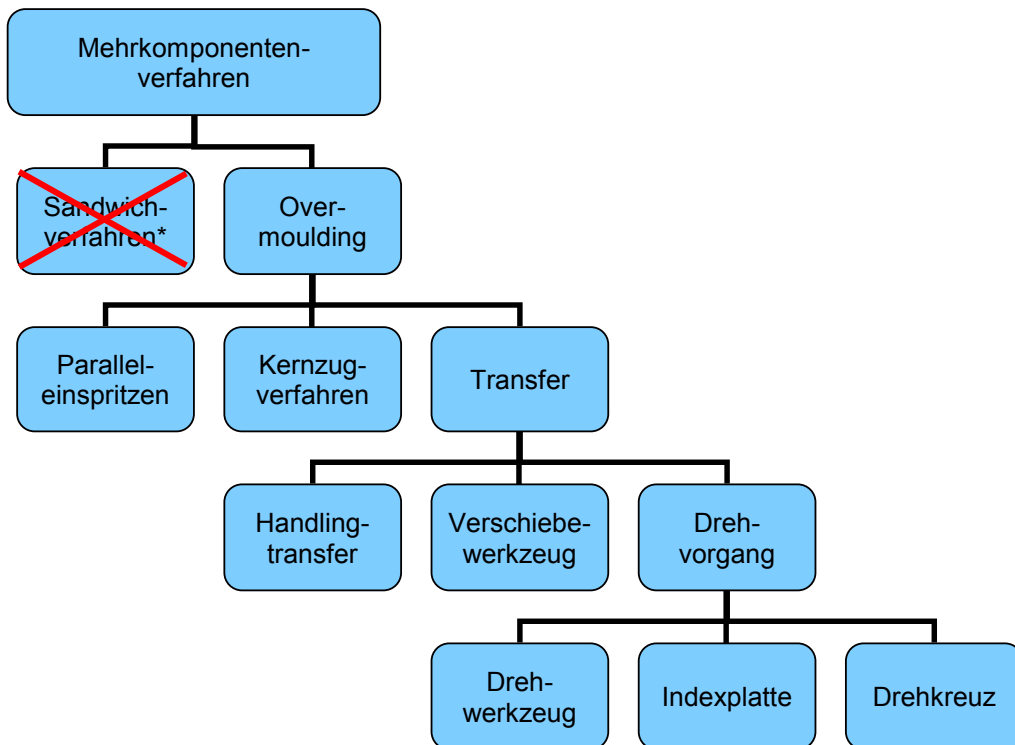 Mehrkomponenten-
verfahren
Sandwich-
verfahren*
Over-
moulding
Parallel-
einspritzen
Kernzug-
verfahren
Transfer
Handling-
transfer
Verschiebe-
werkzeug
Dreh-
vorgang
Dreh-
werkzeug
Indexplatte
Drehkreuz